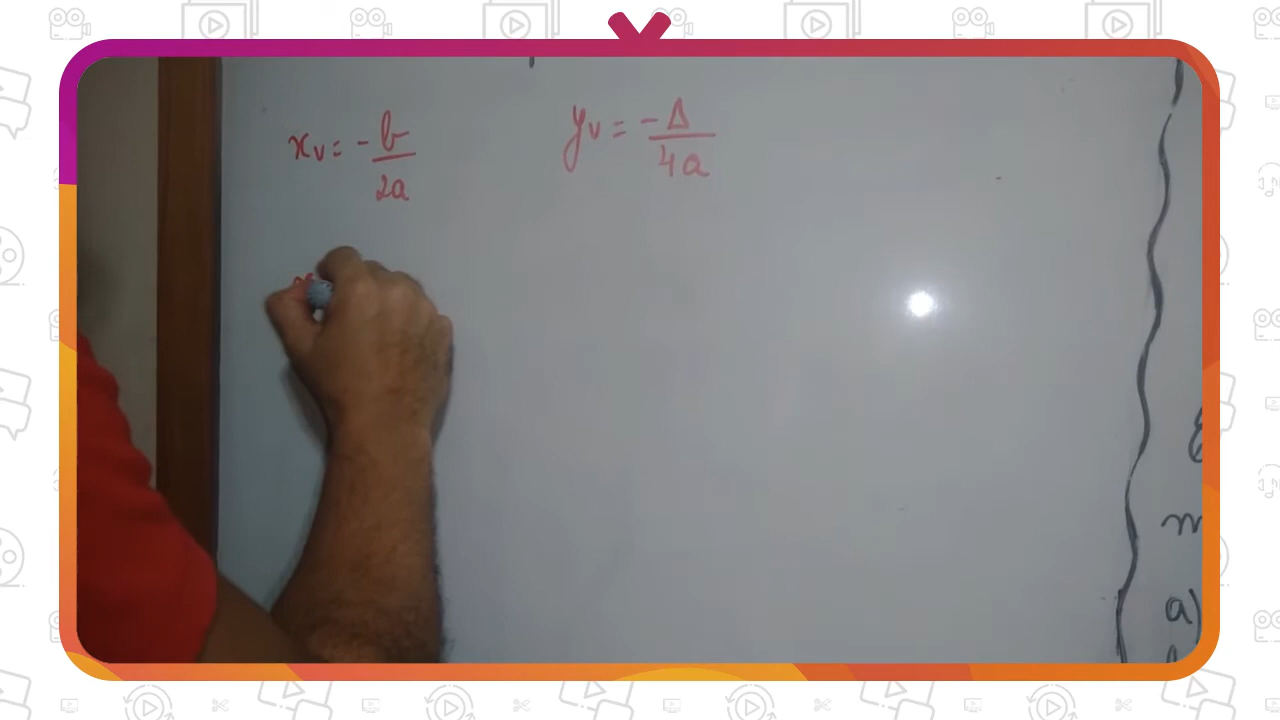 xv = - b/2a
yv = -Δ/4a
x
m
a)